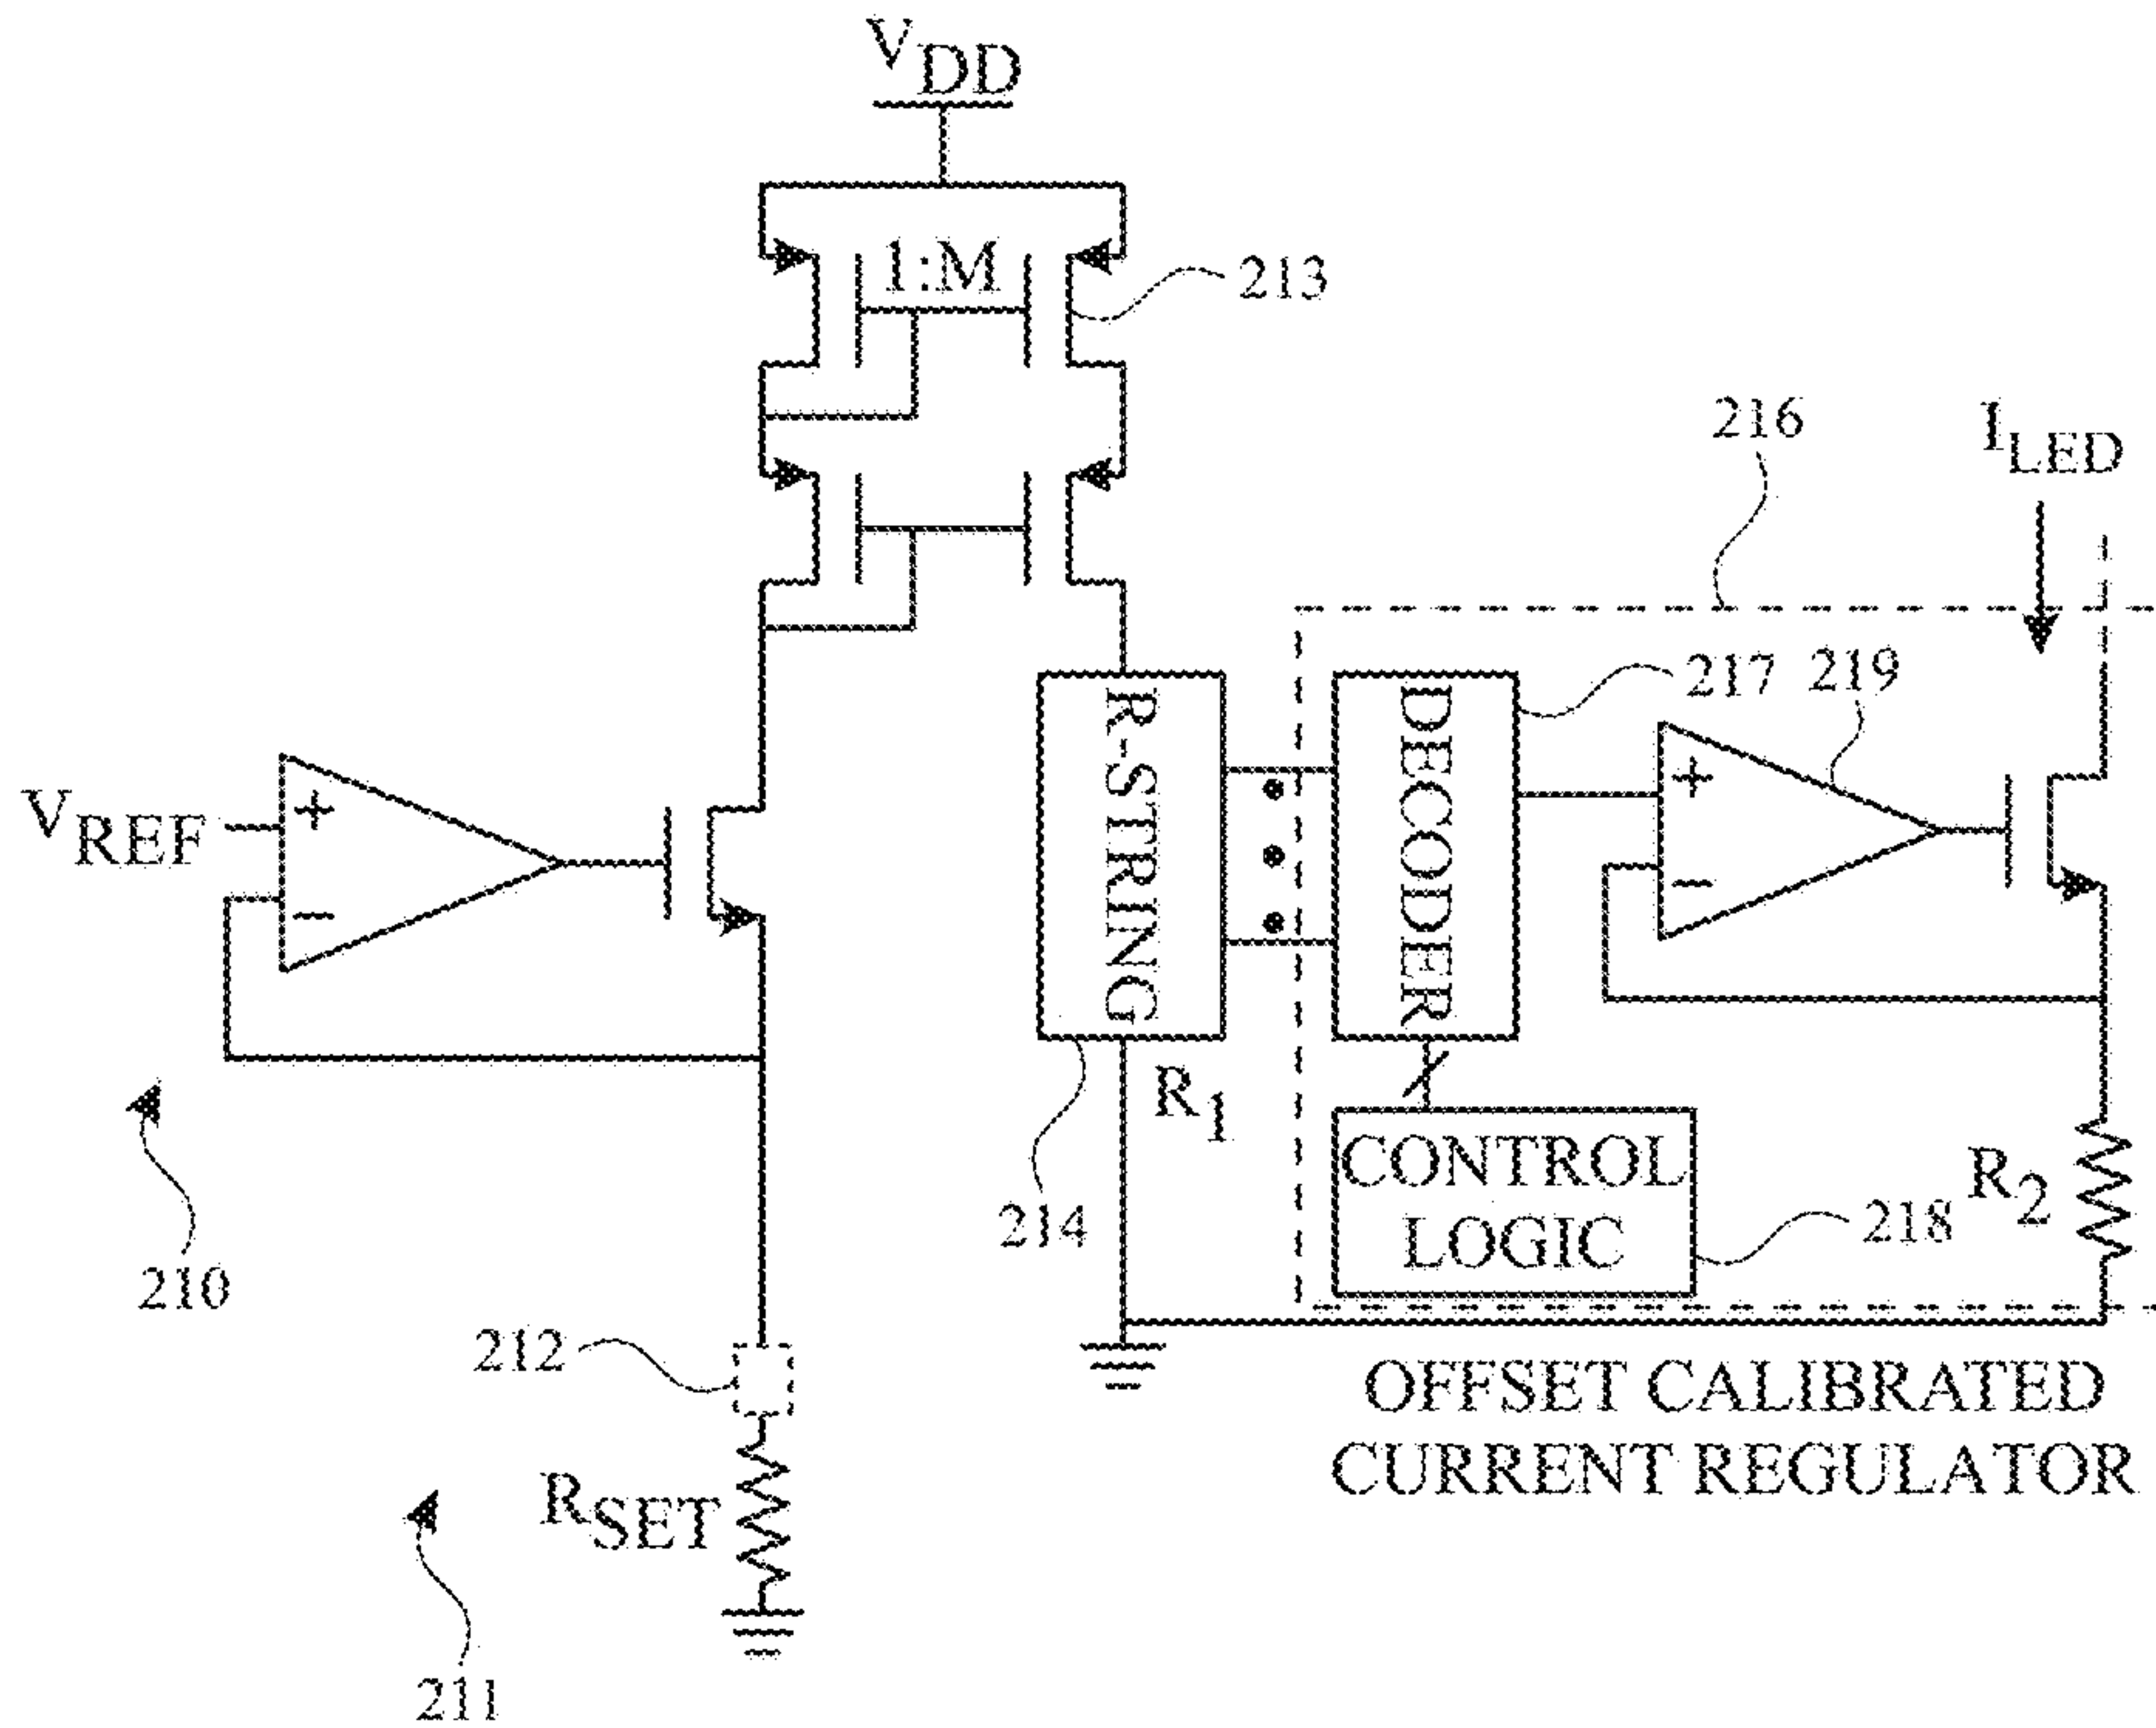 VDD
1:M
213
216
ILED
217
219
R-STRING
DECODER
+
-
VREF
+
-
R1
CONTROL
LOGIC
218
R2
214
210
212
OFFSET CALIBRATED
CURRENT REGULATOR
RSET
211